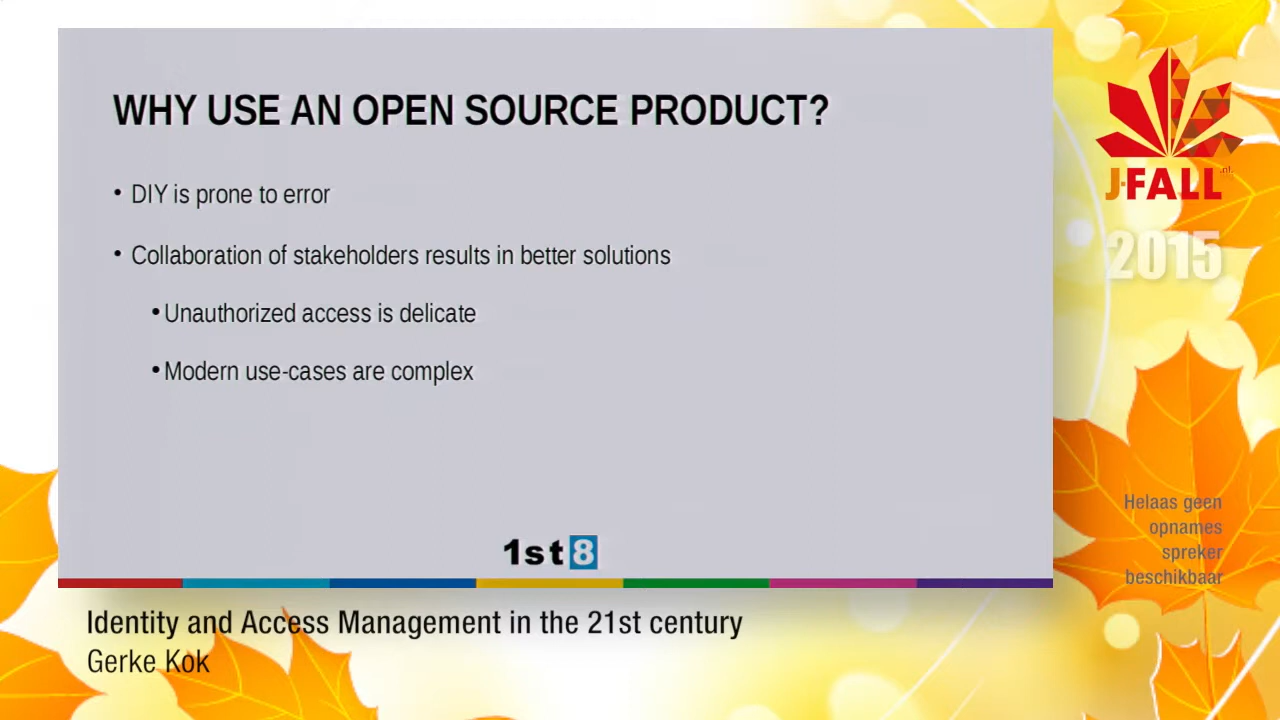 WHY USE AN OPEN SOURCE PRODUCT?
• DIY is prone to error
• Collaboration of stakeholders results in better solutions
• Unauthorized access is delicate
• Modern use-cases are complex
1st8
Identity and Access Management in the 21st century
Gerke Kok
J-FALL.nl
2015
Helaas geen
opnames
spreker
beschikbaar